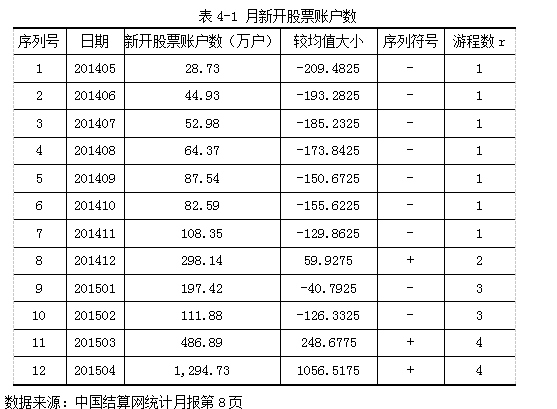 表 4-1 月新开股票账户数
序列号 日期 新开股票账户数（万户） 较均值大小 序列符号 游程数 r
1 201405 28.73 -209.4825 - 1
2 201406 44.93 -193.2825 - 1
3 201407 52.98 -185.2325 - 1
4 201408 64.37 -173.8425 - 1
5 201409 87.54 -150.6725 - 1
6 201410 82.59 -155.6225 - 1
7 201411 108.35 -129.8625 - 1
8 201412 298.14 59.9275 + 2
9 201501 197.42 -40.7925 - 3
10 201502 111.88 -126.3325 - 3
11 201503 486.89 248.6775 + 4
12 201504 1,294.73 1056.5175 + 4
数据来源：中国结算网统计月报第 8 页